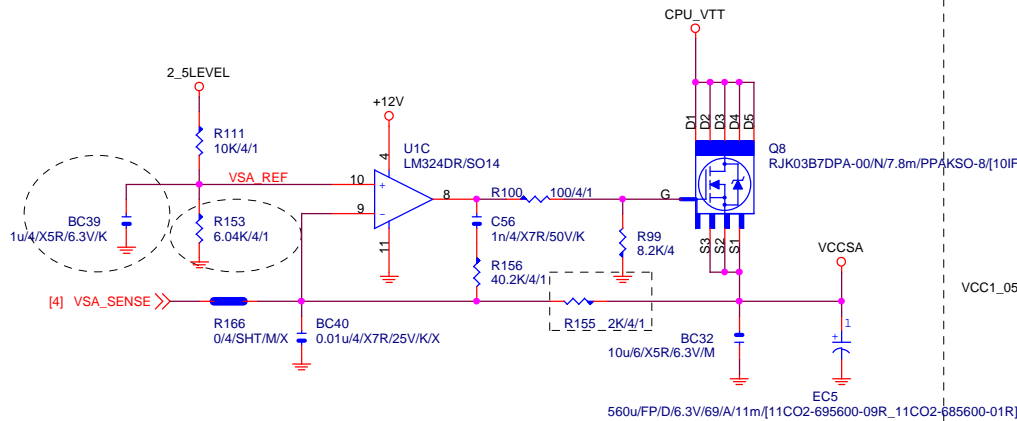 CPU_VTT
2_5LEVEL
+12V
D1
D2
D3
D4
D5
R111
10K/4/1
U1C
LM324DR/SO14
Q8
RJK03B7DPA-00/N/7.8m/PPAKSO-8/[10IF
4
VSA_REF
10
+
9
−
8
R100
100/4/1
G
BC39
1u/4/X5R/6.3V/K
R153
6.04K/4/1
11
C56
1n/4/X7R/50V/K
R99
8.2K/4
S3
S2
S1
R156
40.2K/4/1
VCCSA
VCC1_05
[4] VSA_SENSE
R166
0/4/SHT/M/X
BC40
0.01u/4/X7R/25V/K/X
R155 2K/4/1
BC32
10u/6/X5R/6.3V/M
1
+
EC5
560u/FP/D/6.3V/69/A/11m/[11CO2-695600-09R_11CO2-685600-01R]